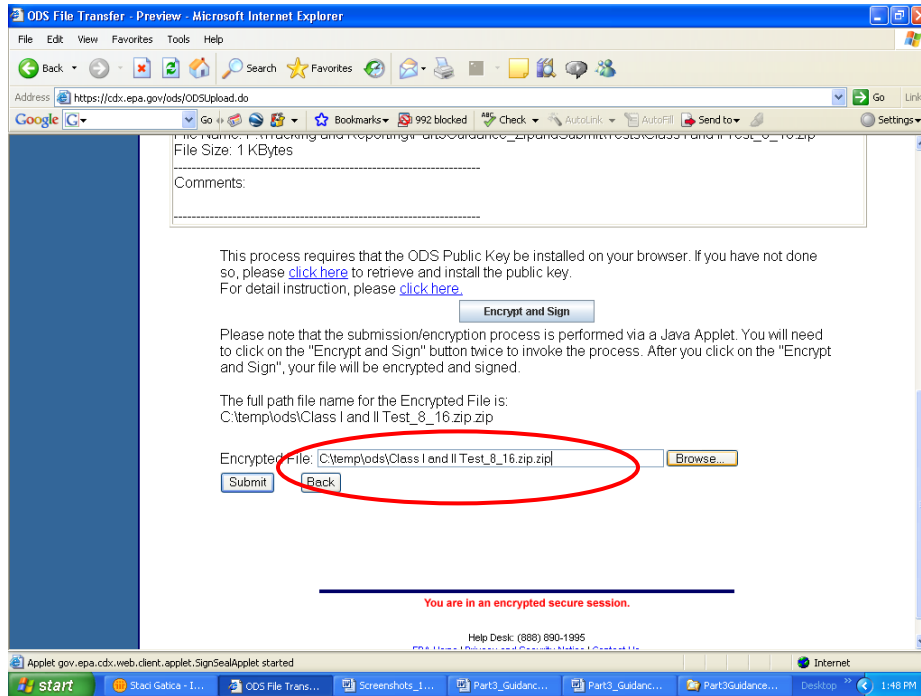 ODS File Transfer - Preview - Microsoft Internet Explorer
File Edit View Favorites Tools Help
Back Search Favorites
Address https://cdx.epa.gov/ods/ODSUpload.do Go Link
Google G Go Bookmarks 992 blocked ABC Check AutoLink AutoFill Send to Settings
File Size: 1 KBytes
----------------------------------------------------------------------
Comments:
----------------------------------------------------------------------
This process requires that the ODS Public Key be installed on your browser. If you have not done
so, please click here to retrieve and install the public key.
For detail instruction, please click here.
Encrypt and Sign
Please note that the submission/encryption process is performed via a Java Applet. You will need
to click on the "Encrypt and Sign" button twice to invoke the process. After you click on the "Encrypt
and Sign", your file will be encrypted and signed.
The full path file name for the Encrypted File is:
C:\temp\ods\Class I and II Test_8_16.zip.zip
Encrypted File: C:\temp\ods\Class I and II Test_8_16.zip.zip Browse...
Submit Back
You are in an encrypted secure session.
Help Desk: (888) 890-1995
Applet gov.epa.cdx.web.client.applet.SignSealApplet started Internet
start Staci Gatica - I... ODS File Trans... Screenshots_1... Part3_Guidanc... Part3_Guidanc... Part3Guidance... Desktop 1:48 PM